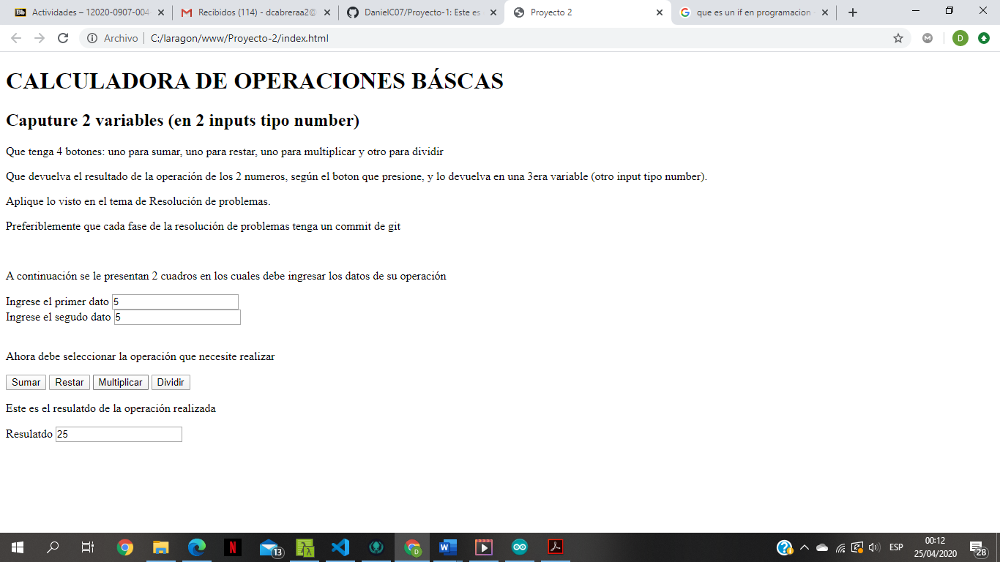 Actividades – 12020-0907-004
Recibidos (114) - dcabreraa2@
DanielC07/Proyecto-1: Este es
Proyecto 2
que es un if en programacion
Archivo | C:/laragon/www/Proyecto-2/index.html
D
CALCULADORA DE OPERACIONES BÁSCAS
Caputure 2 variables (en 2 inputs tipo number)
Que tenga 4 botones: uno para sumar, uno para restar, uno para multiplicar y otro para dividir
Que devuelva el resultado de la operación de los 2 numeros, según el boton que presione, y lo devuelva en una 3era variable (otro input tipo number).
Aplique lo visto en el tema de Resolución de problemas.
Preferiblemente que cada fase de la resolución de problemas tenga un commit de git
A continuación se le presentan 2 cuadros en los cuales debe ingresar los datos de su operación
Ingrese el primer dato 5
Ingrese el segudo dato 5
Ahora debe seleccionar la operación que necesite realizar
Sumar Restar Multiplicar Dividir
Este es el resulatdo de la operación realizada
Resulatdo 25
13
ESP
00:12
25/04/2020
28